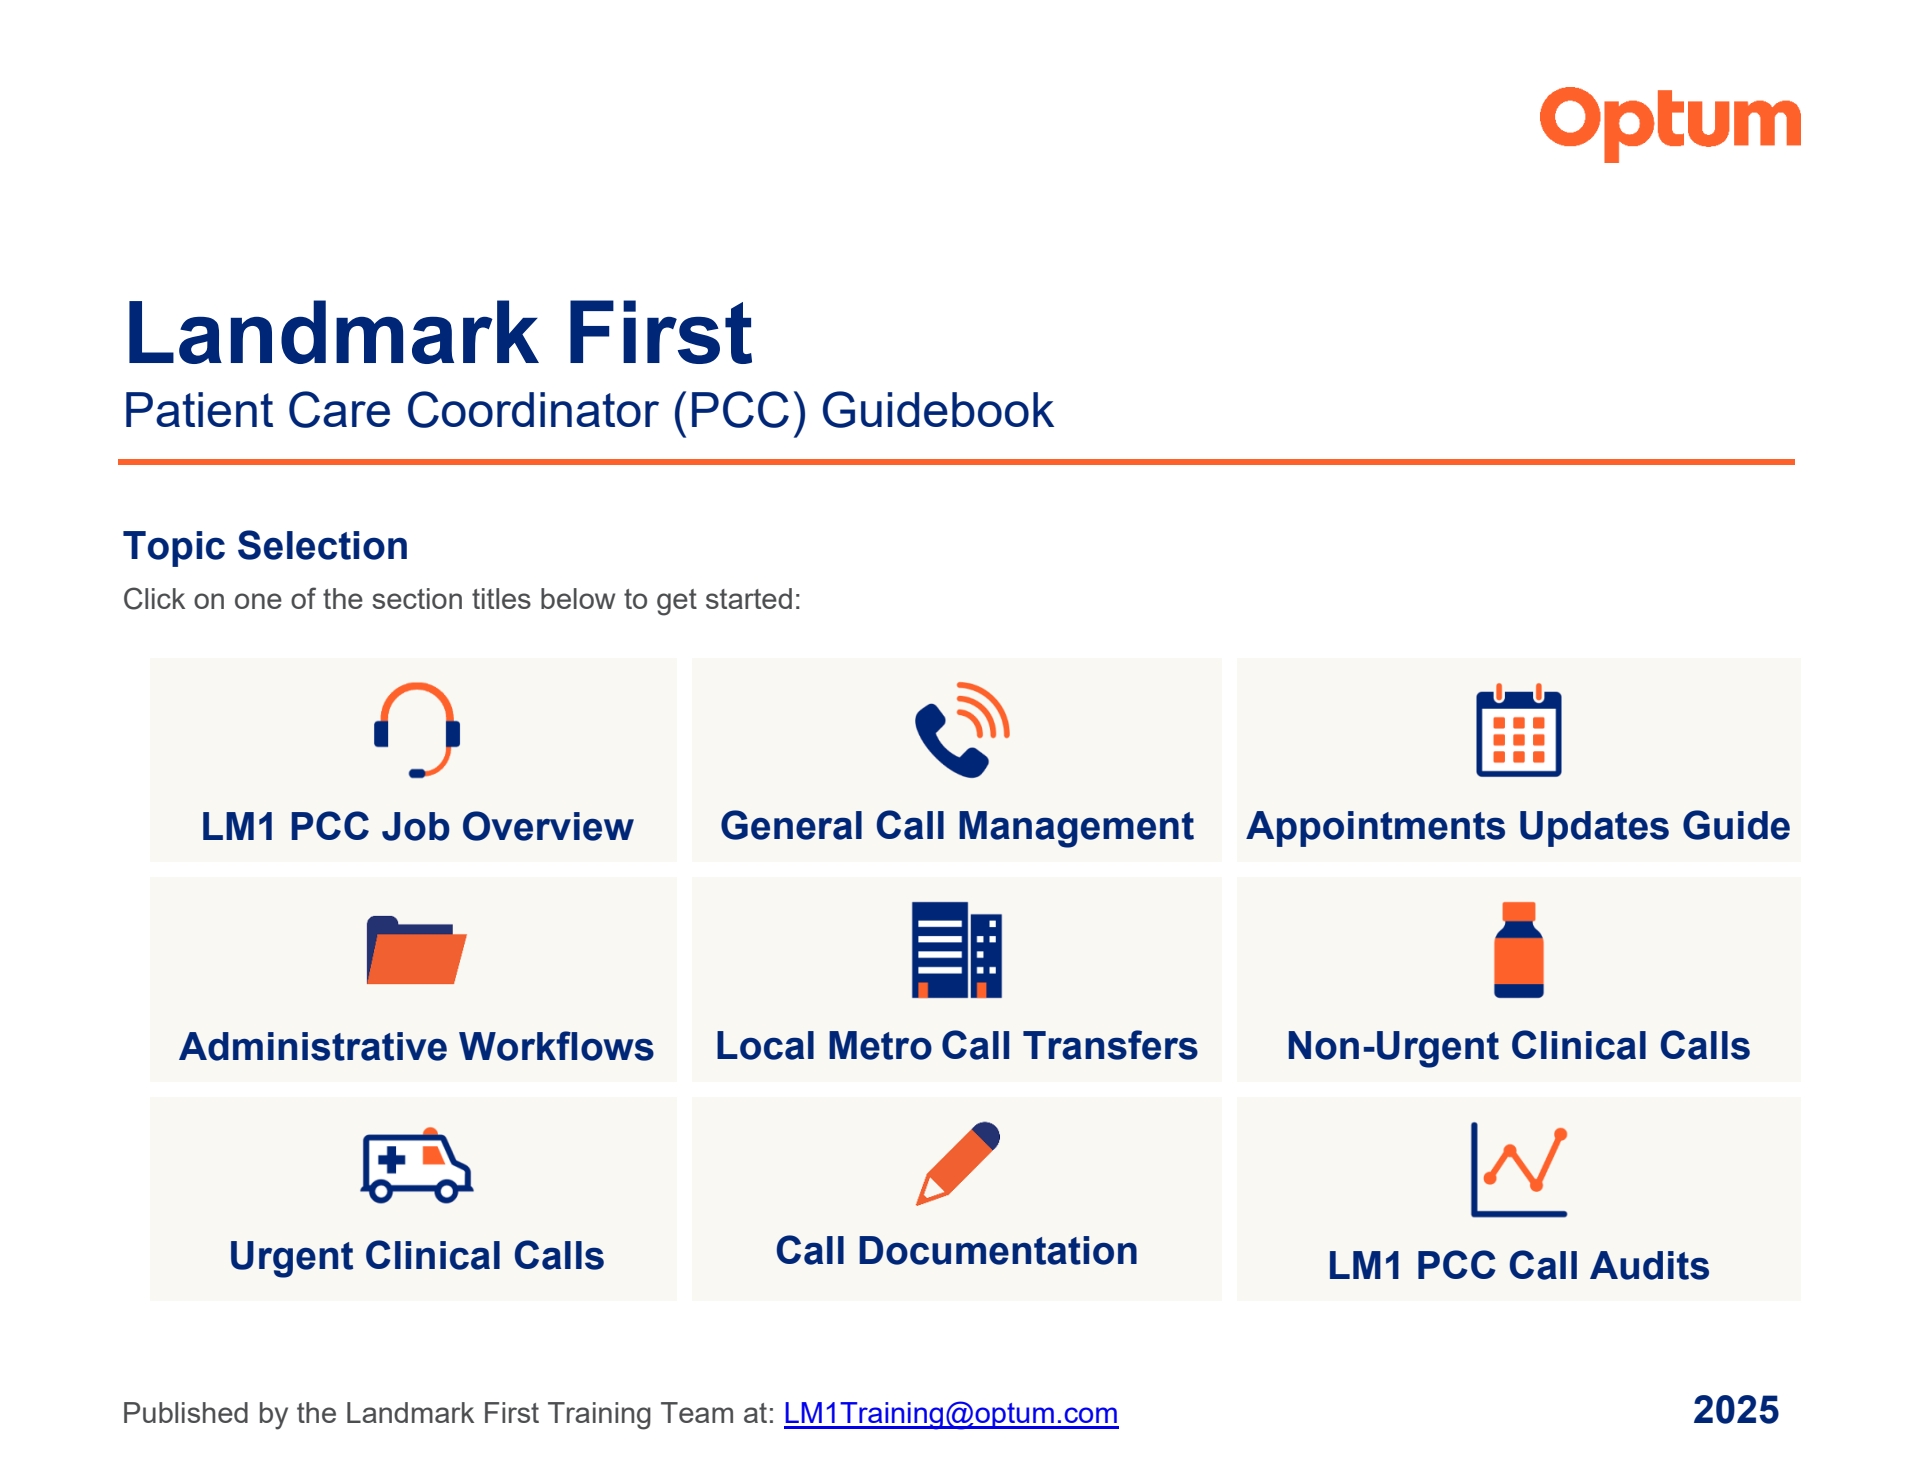 Optum
Landmark First
Patient Care Coordinator (PCC) Guidebook
Topic Selection
Click on one of the section titles below to get started:
LM1 PCC Job Overview
General Call Management
Appointments Updates Guide
Administrative Workflows
Local Metro Call Transfers
Non-Urgent Clinical Calls
Urgent Clinical Calls
Call Documentation
LM1 PCC Call Audits
Published by the Landmark First Training Team at: LM1Training@optum.com
2025